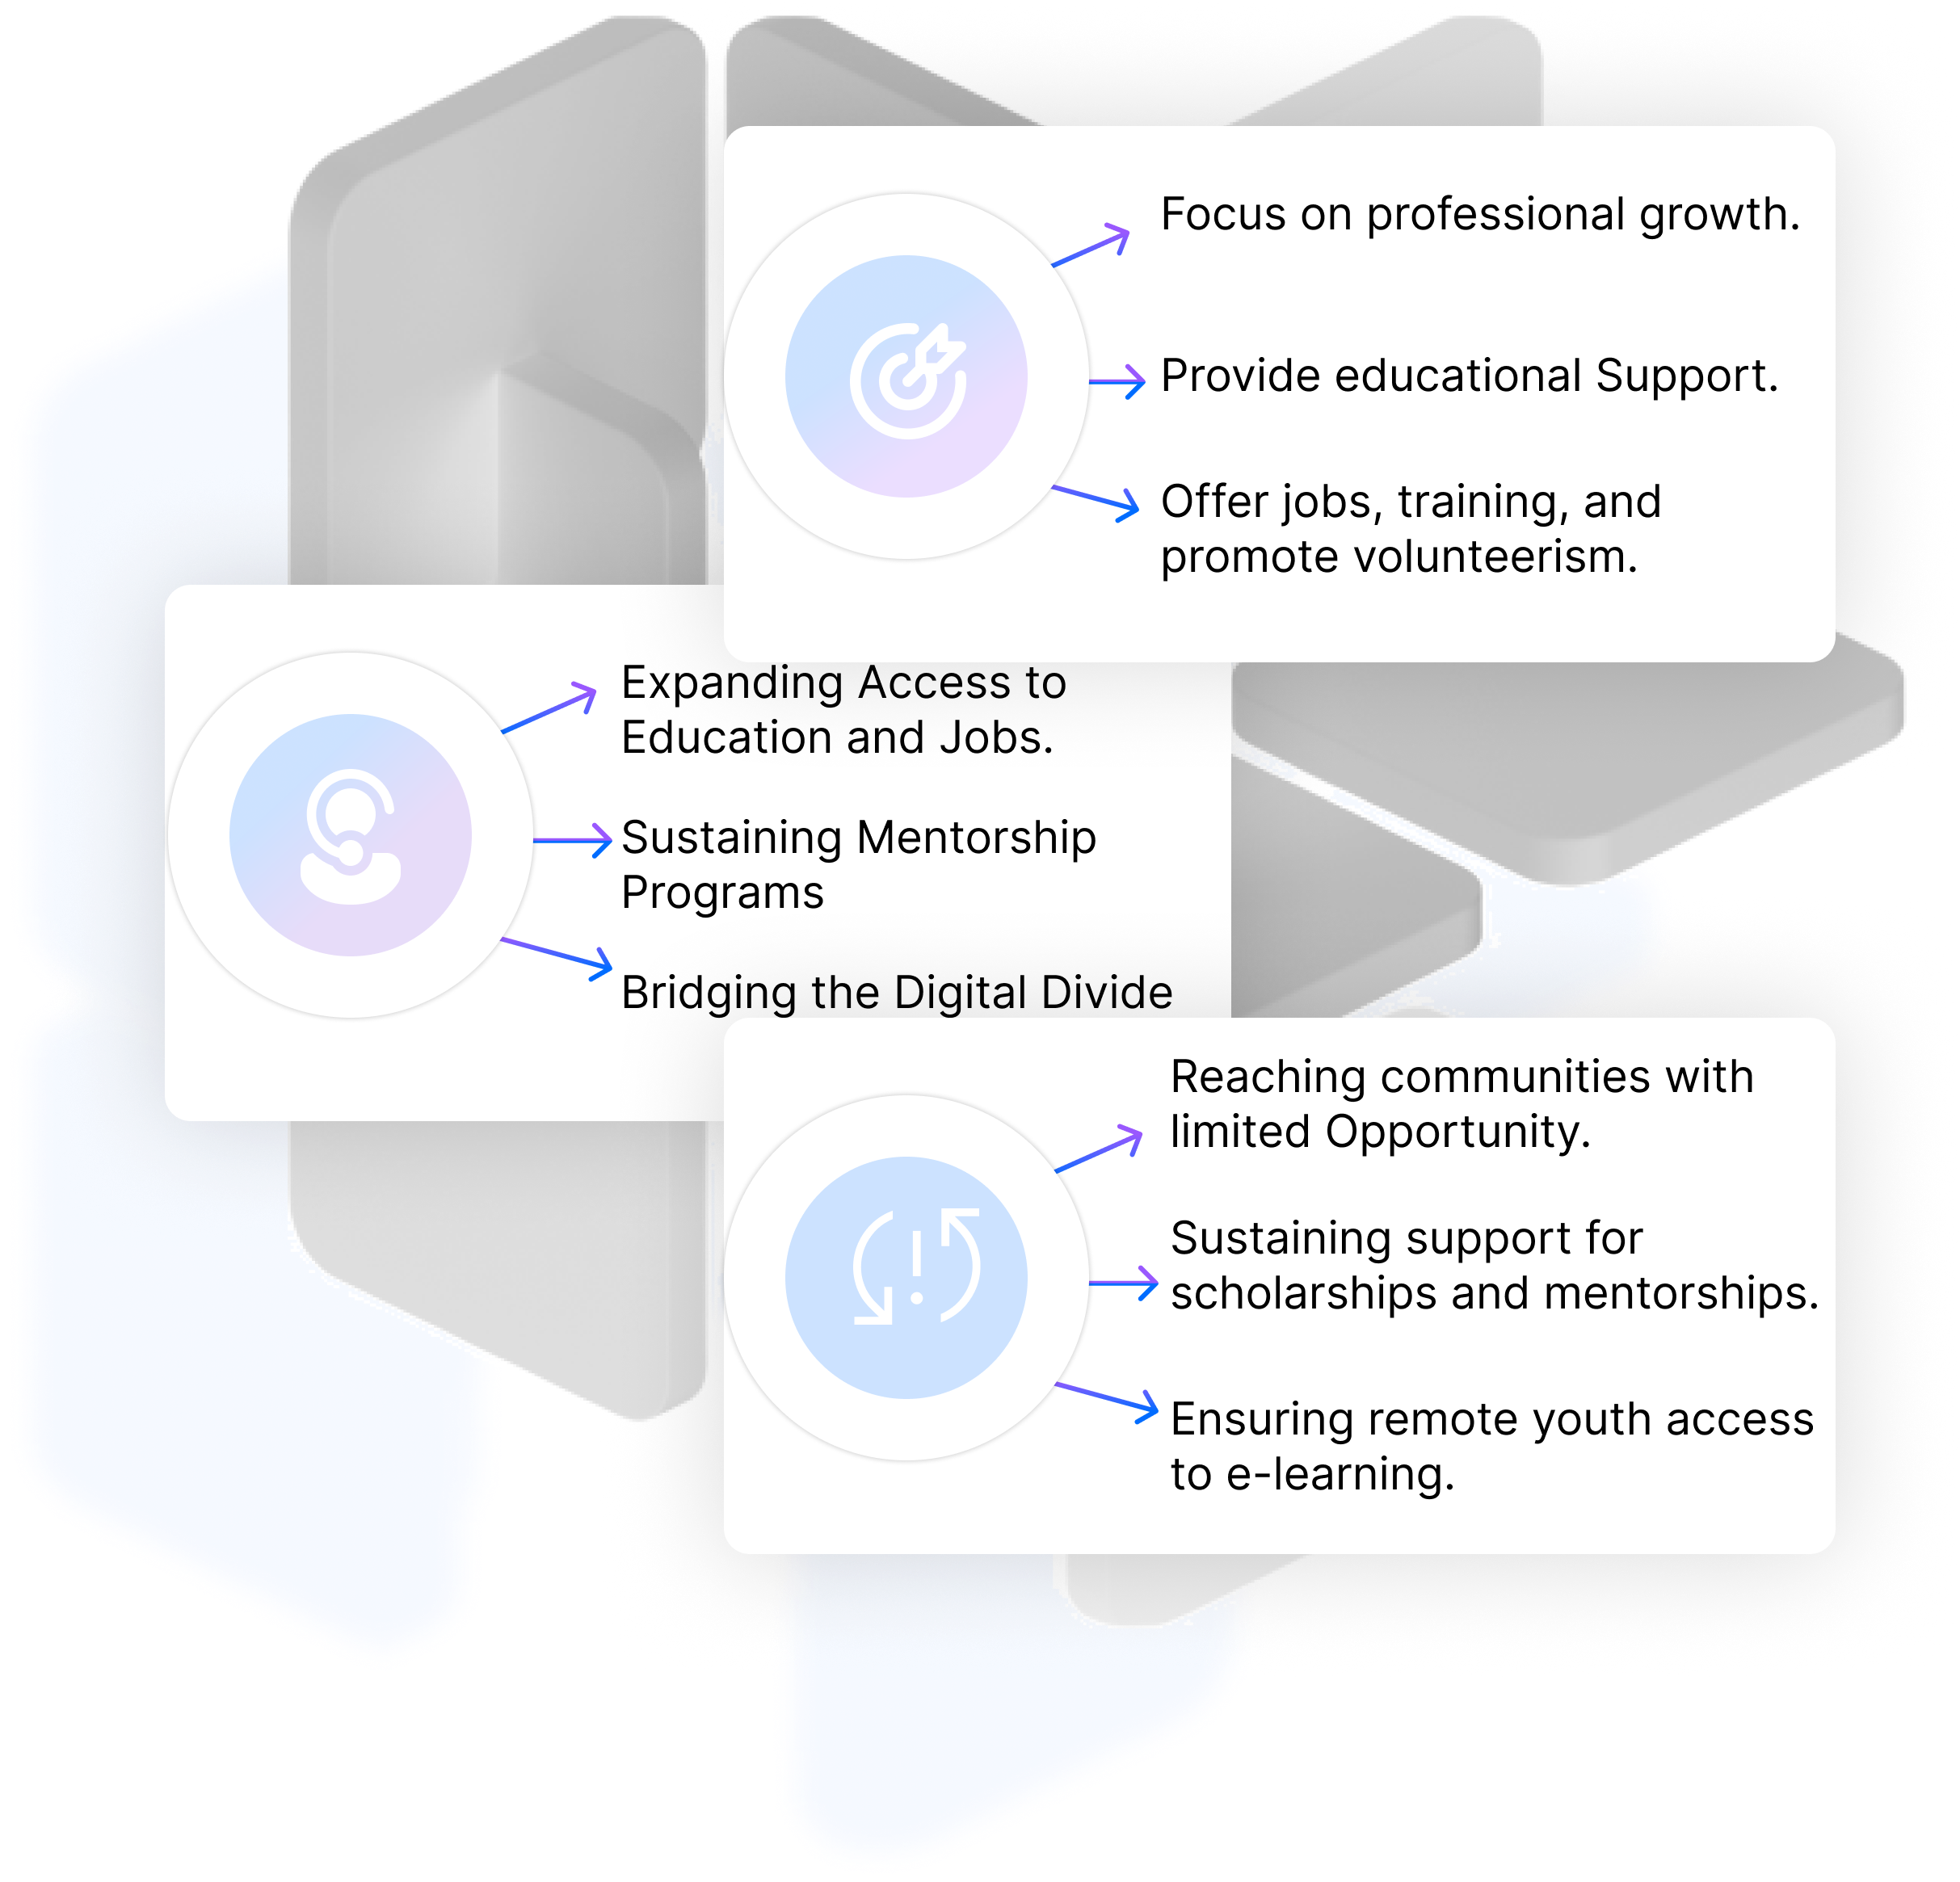 Focus on professional growth.
Provide educational Support.
Offer jobs, training, and
promote volunteerism.
Expanding Access to
Education and Jobs.
Sustaining Mentorship
Programs
Bridging the Digital Divide
Reaching communities with
limited Opportunity.
Sustaining support for
scholarships and mentorships.
Ensuring remote youth access
to e-learning.